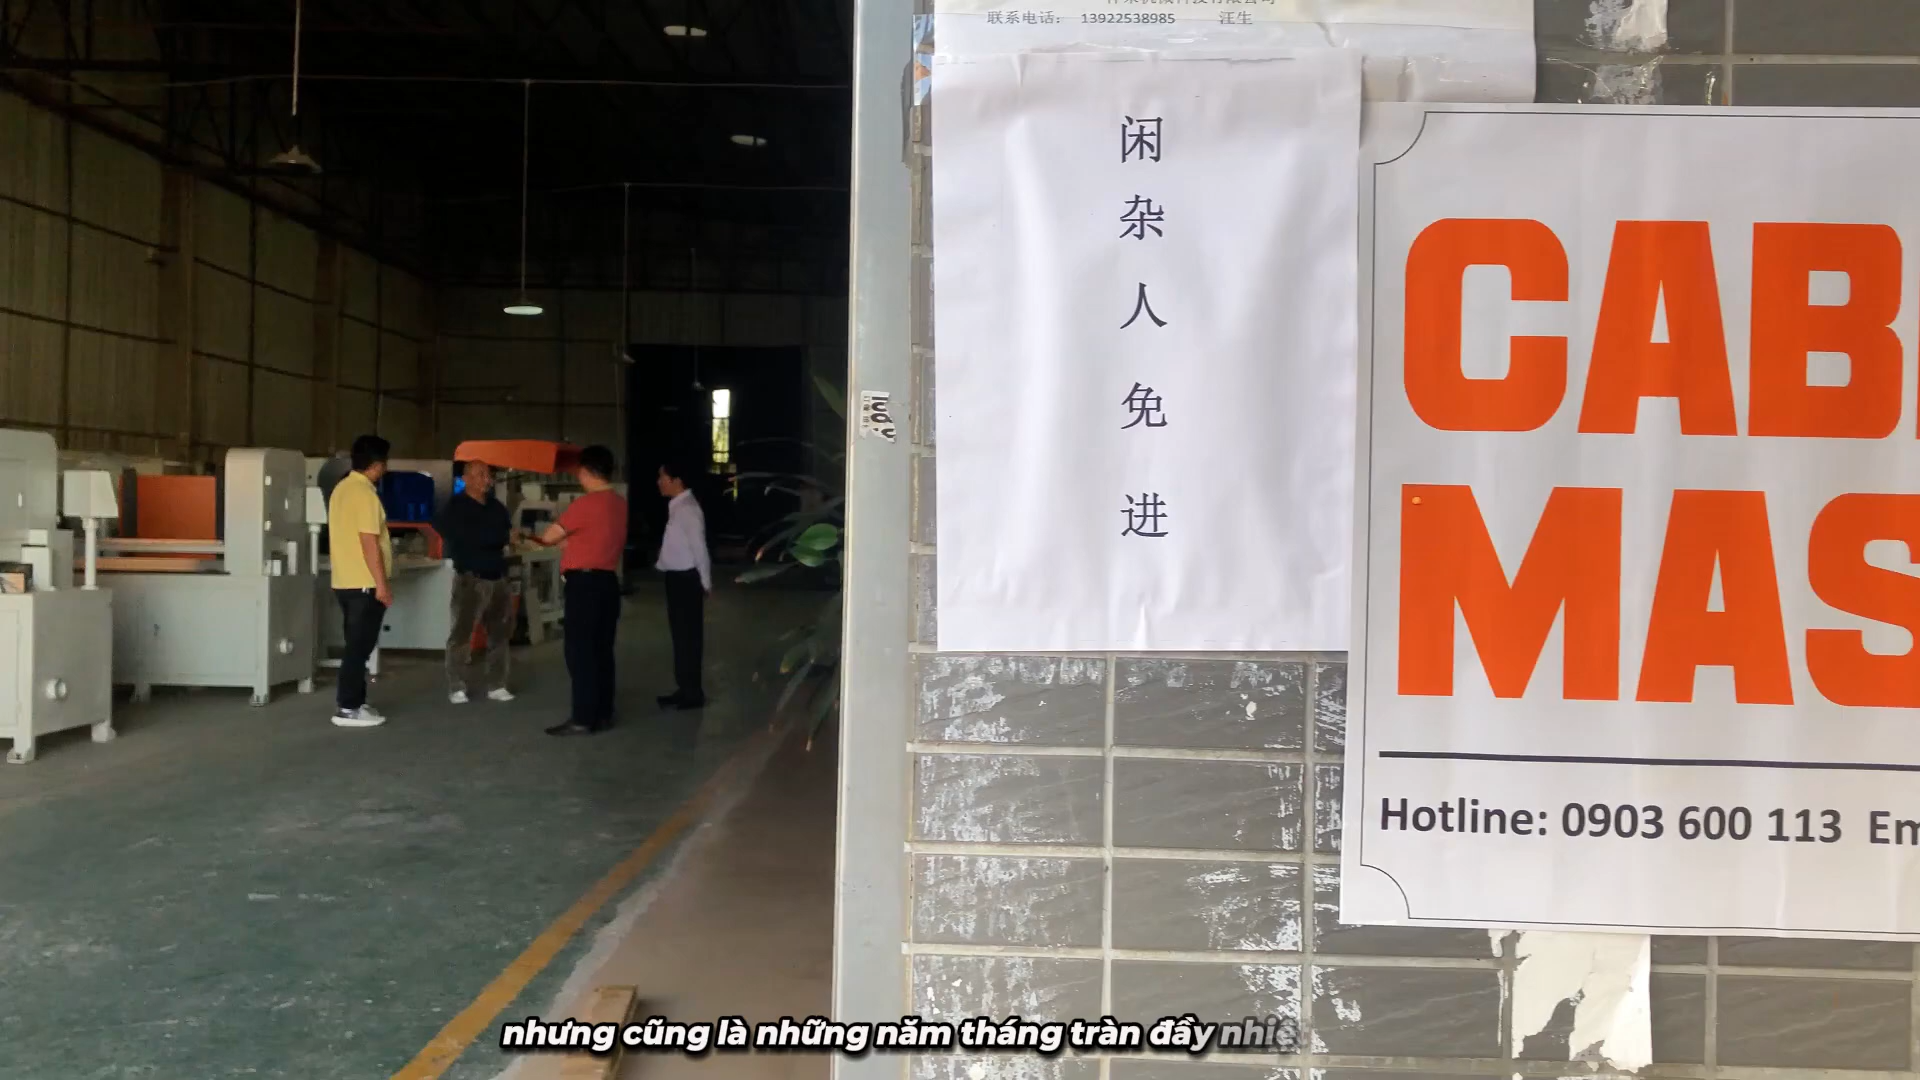 联系电话： 13922538985 汪生
闲
杂
人
免
进
CAB
MAS
Hotline: 0903 600 113 Em
nhưng cũng là những năm tháng tràn đầy